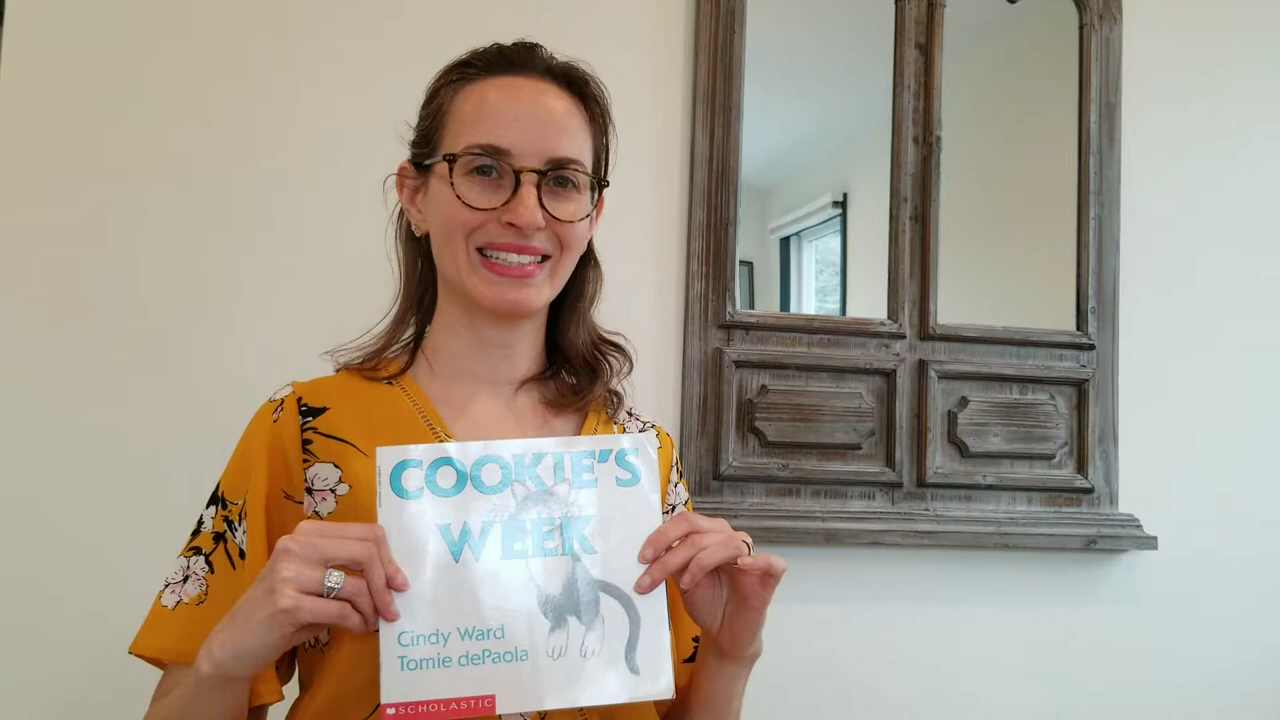 COOKIE'S
WEEK
Cindy Ward
Tomie dePaola
SCHOLASTIC